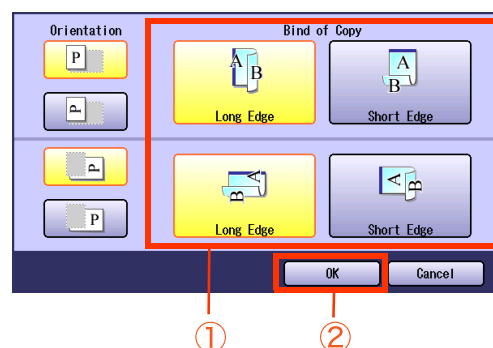 Orientation
Bind of Copy
P
A B
A B
Long Edge
Short Edge
P
P
A B
A B
P
Long Edge
Short Edge
OK
Cancel
① ②